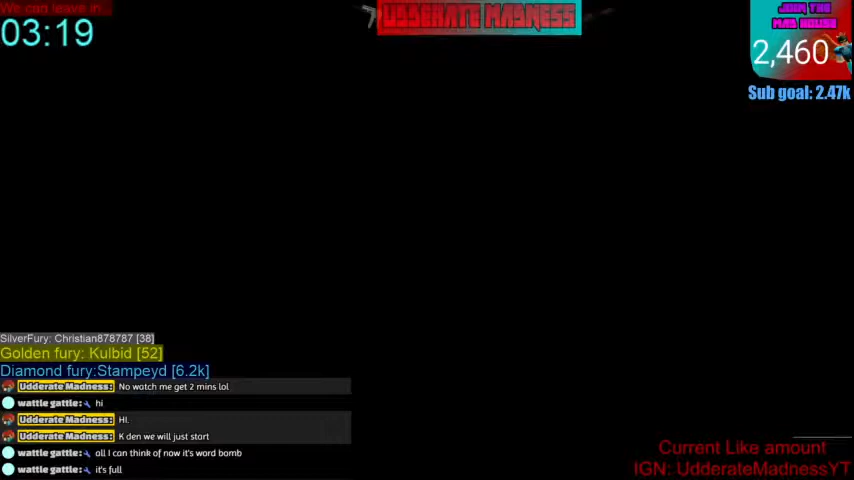 We can leave in...
03:19
UDDERATE MADNESS
JOIN THE
MAD HOUSE
2,460
Sub goal: 2.47k
SilverFury: Christian878787 [38]
Golden fury: Kulbid [52]
Diamond fury:Stampeyd [6.2k]
Udderate Madness: No watch me get 2 mins lol
wattle gattle: hi
Udderate Madness: HI.
Udderate Madness: K den we will just start
wattle gattle: all I can think of now it's word bomb
wattle gattle: it's full
Current Like amount
IGN: UdderateMadnessYT